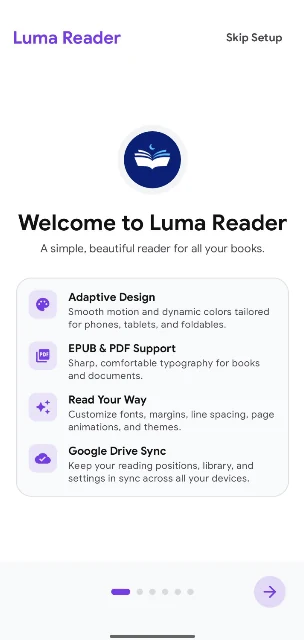 Luma Reader
Skip Setup
Welcome to Luma Reader
A simple, beautiful reader for all your books.
Adaptive Design
Smooth motion and dynamic colors tailored
for phones, tablets, and foldables.
PDF
EPUB & PDF Support
Sharp, comfortable typography for books
and documents.
Read Your Way
Customize fonts, margins, line spacing, page
animations, and themes.
Google Drive Sync
Keep your reading positions, library, and
settings in sync across all your devices.